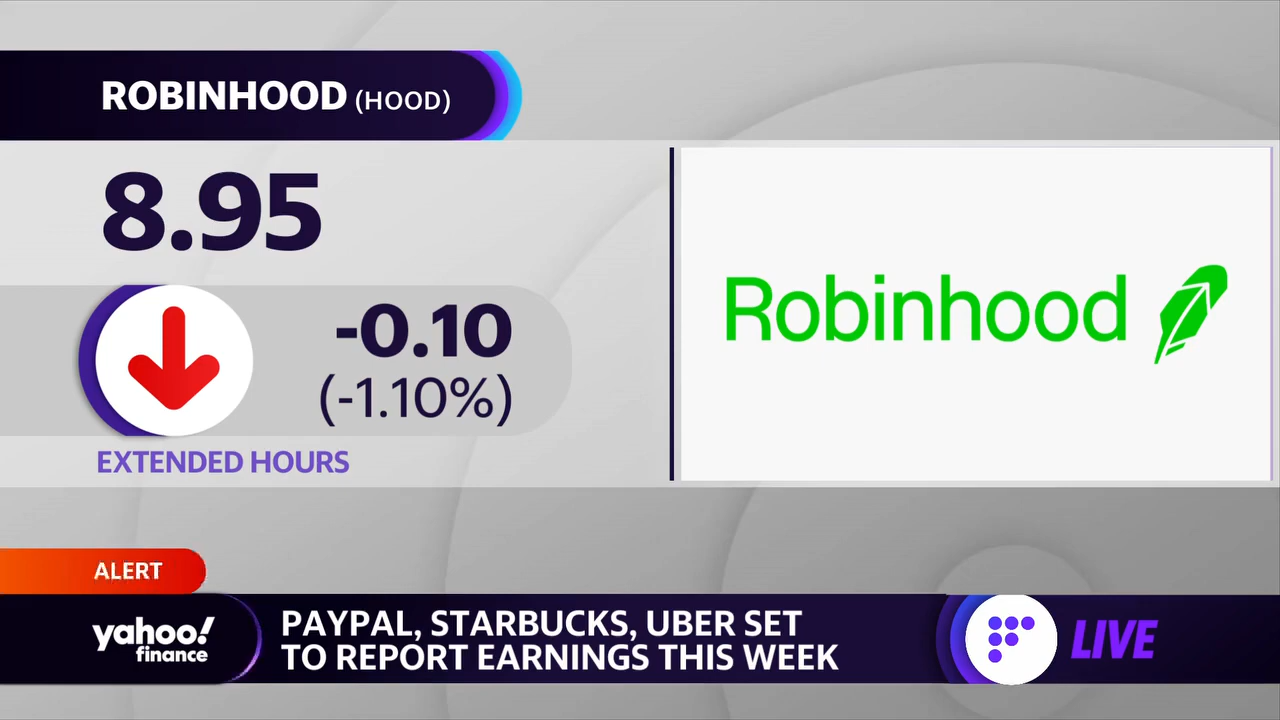 ROBINHOOD (HOOD)
8.95
-0.10
(-1.10%)
EXTENDED HOURS
Robinhood
ALERT
yahoo!
finance
PAYPAL, STARBUCKS, UBER SET
TO REPORT EARNINGS THIS WEEK
LIVE